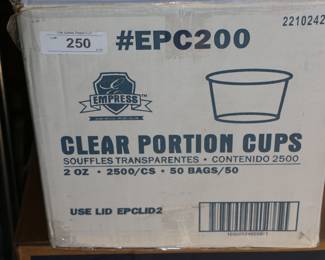 250
#EPC200
2210242
EMPRESS
CLEAR PORTION CUPS
SOUFFLES TRANSPARENTES • CONTENIDO 2500
2 OZ • 2500/CS • 50 BAGS/50
USE LID EPCLID2